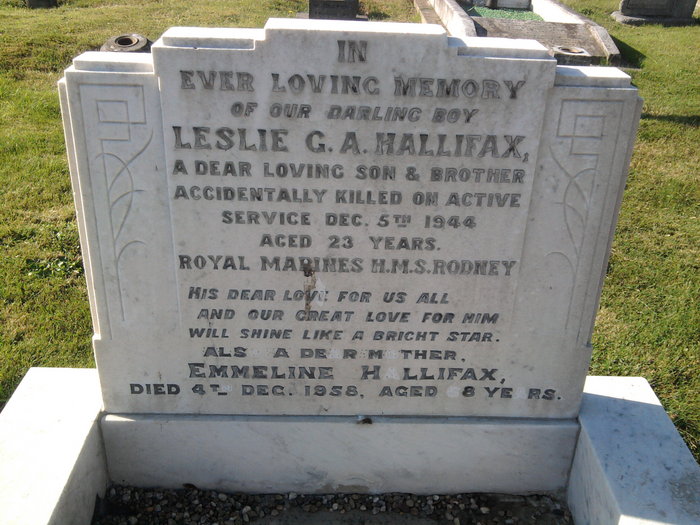 IN
EVER LOVING MEMORY
OF OUR DARLING BOY
LESLIE G. A. HALLIFAX,
A DEAR LOVING SON & BROTHER
ACCIDENTALLY KILLED ON ACTIVE
SERVICE DEC. 5TH 1944
AGED 23 YEARS.
ROYAL MARINES H.M.S. RODNEY
HIS DEAR LOVE FOR US ALL
AND OUR GREAT LOVE FOR HIM
WILL SHINE LIKE A BRIGHT STAR.
ALSO A DEAR MOTHER,
EMMELINE HALLIFAX,
DIED 4TH DEC. 1958, AGED 68 YEARS.